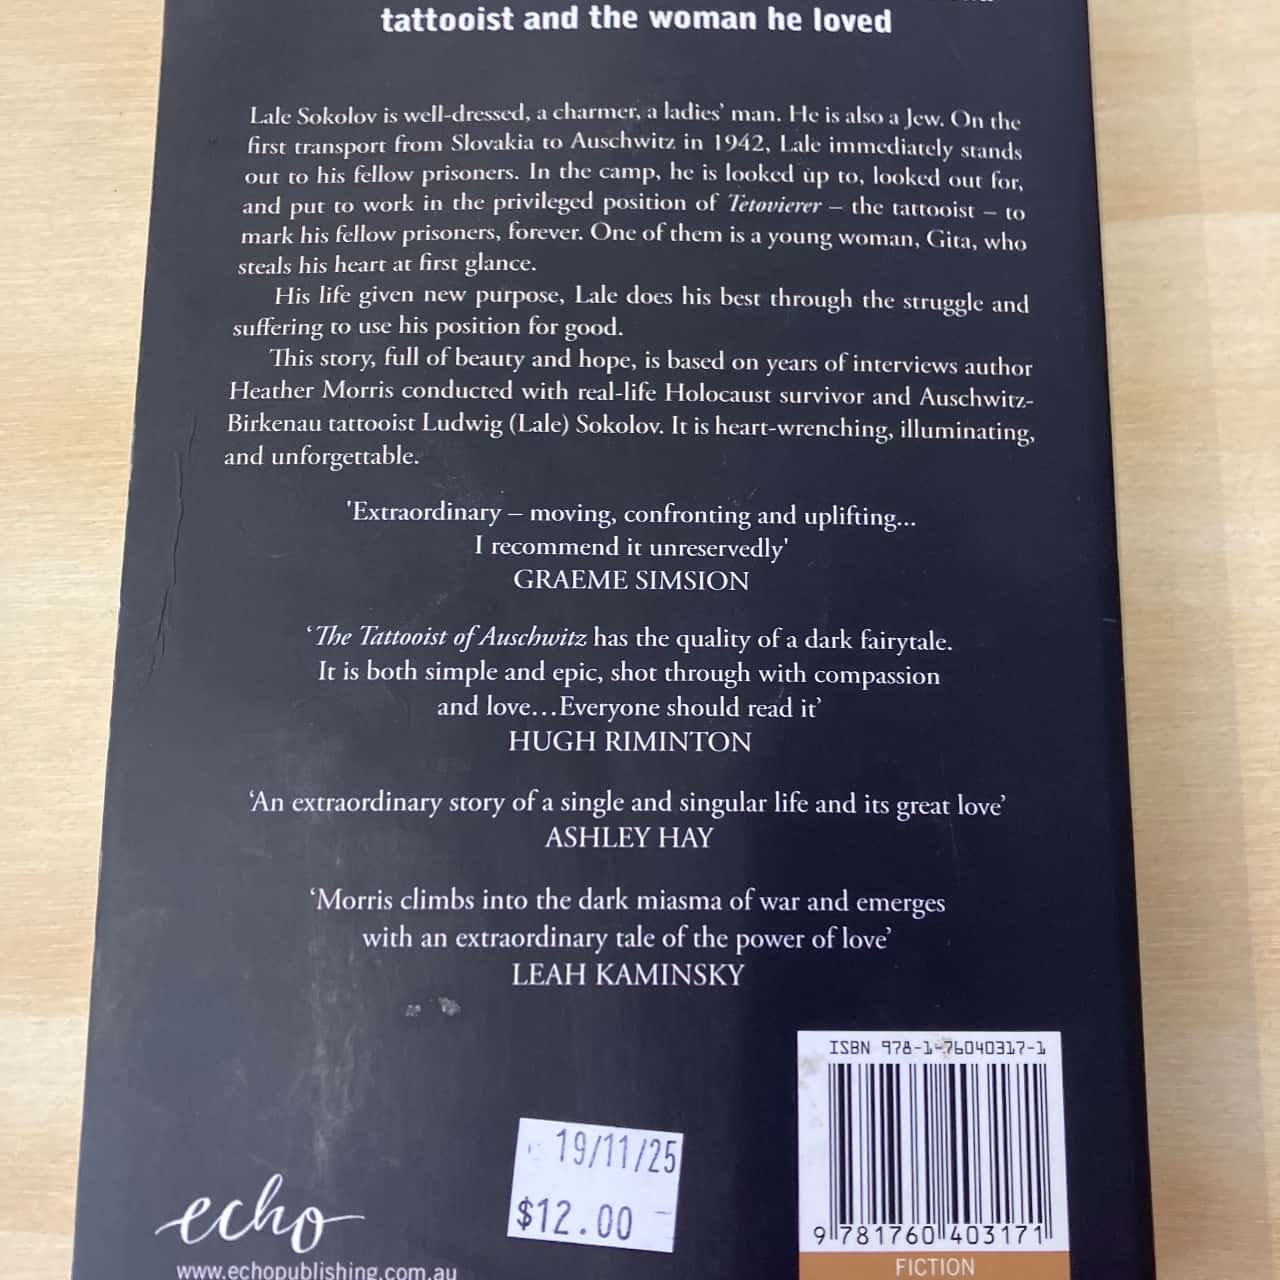 tattooist and the woman he loved
Lale Sokolov is well-dressed, a charmer, a ladies’ man. He is also a Jew. On the
first transport from Slovakia to Auschwitz in 1942, Lale immediately stands
out to his fellow prisoners. In the camp, he is looked up to, looked out for,
and put to work in the privileged position of Tetovierer – the tattooist – to
mark his fellow prisoners, forever. One of them is a young woman, Gita, who
steals his heart at first glance.
His life given new purpose, Lale does his best through the struggle and
suffering to use his position for good.
This story, full of beauty and hope, is based on years of interviews author
Heather Morris conducted with real-life Holocaust survivor and Auschwitz-
Birkenau tattooist Ludwig (Lale) Sokolov. It is heart-wrenching, illuminating,
and unforgettable.
'Extraordinary – moving, confronting and uplifting...
I recommend it unreservedly'
GRAEME SIMSION
‘The Tattooist of Auschwitz has the quality of a dark fairytale.
It is both simple and epic, shot through with compassion
and love…Everyone should read it’
HUGH RIMINTON
‘An extraordinary story of a single and singular life and its great love’
ASHLEY HAY
‘Morris climbs into the dark miasma of war and emerges
with an extraordinary tale of the power of love’
LEAH KAMINSKY
ISBN 978-1-76040317-1
9 781760 403171
FICTION
19/11/25
$12.00
echo
www.echopublishing.com.au